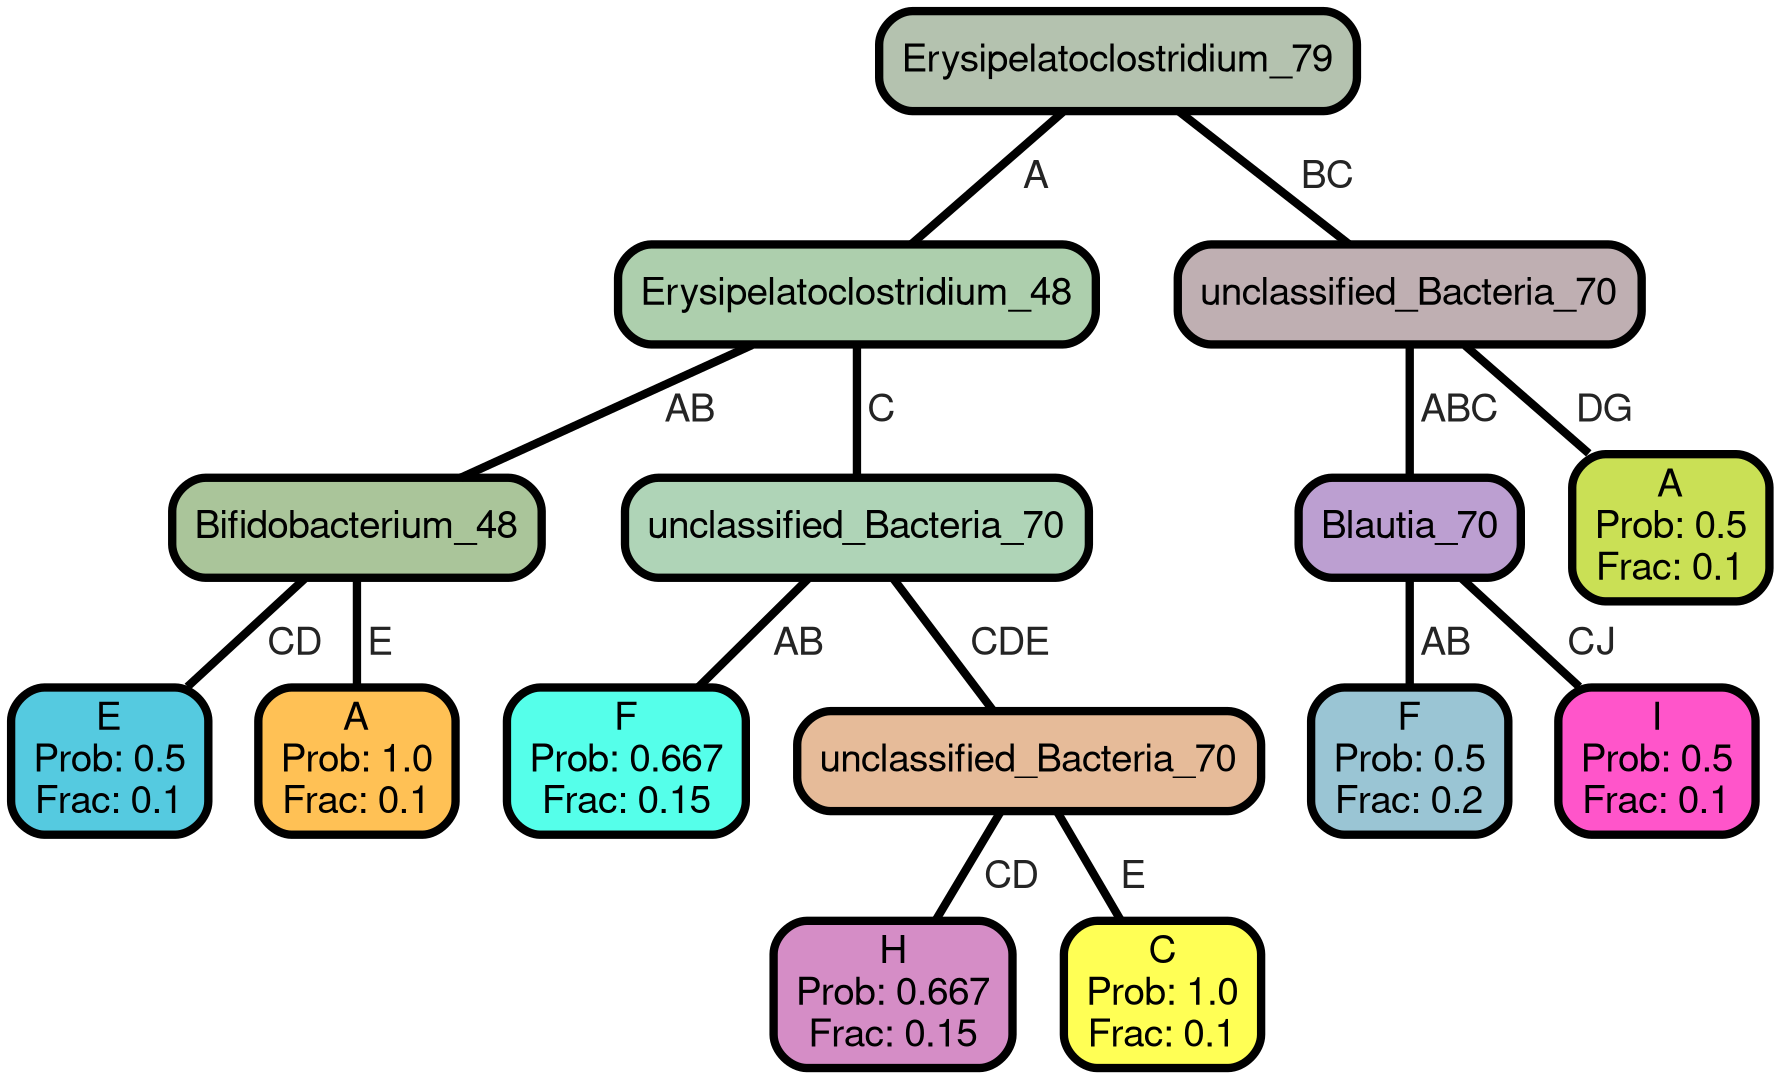 Erysipelatoclostridium_79
A
BC
Erysipelatoclostridium_48
unclassified_Bacteria_70
AB
C
ABC
DG
Bifidobacterium_48
unclassified_Bacteria_70
Blautia_70
A
Prob: 0.5
Frac: 0.1
CD
E
AB
CDE
AB
CJ
E
Prob: 0.5
Frac: 0.1
A
Prob: 1.0
Frac: 0.1
F
Prob: 0.667
Frac: 0.15
unclassified_Bacteria_70
F
Prob: 0.5
Frac: 0.2
I
Prob: 0.5
Frac: 0.1
CD
E
H
Prob: 0.667
Frac: 0.15
C
Prob: 1.0
Frac: 0.1